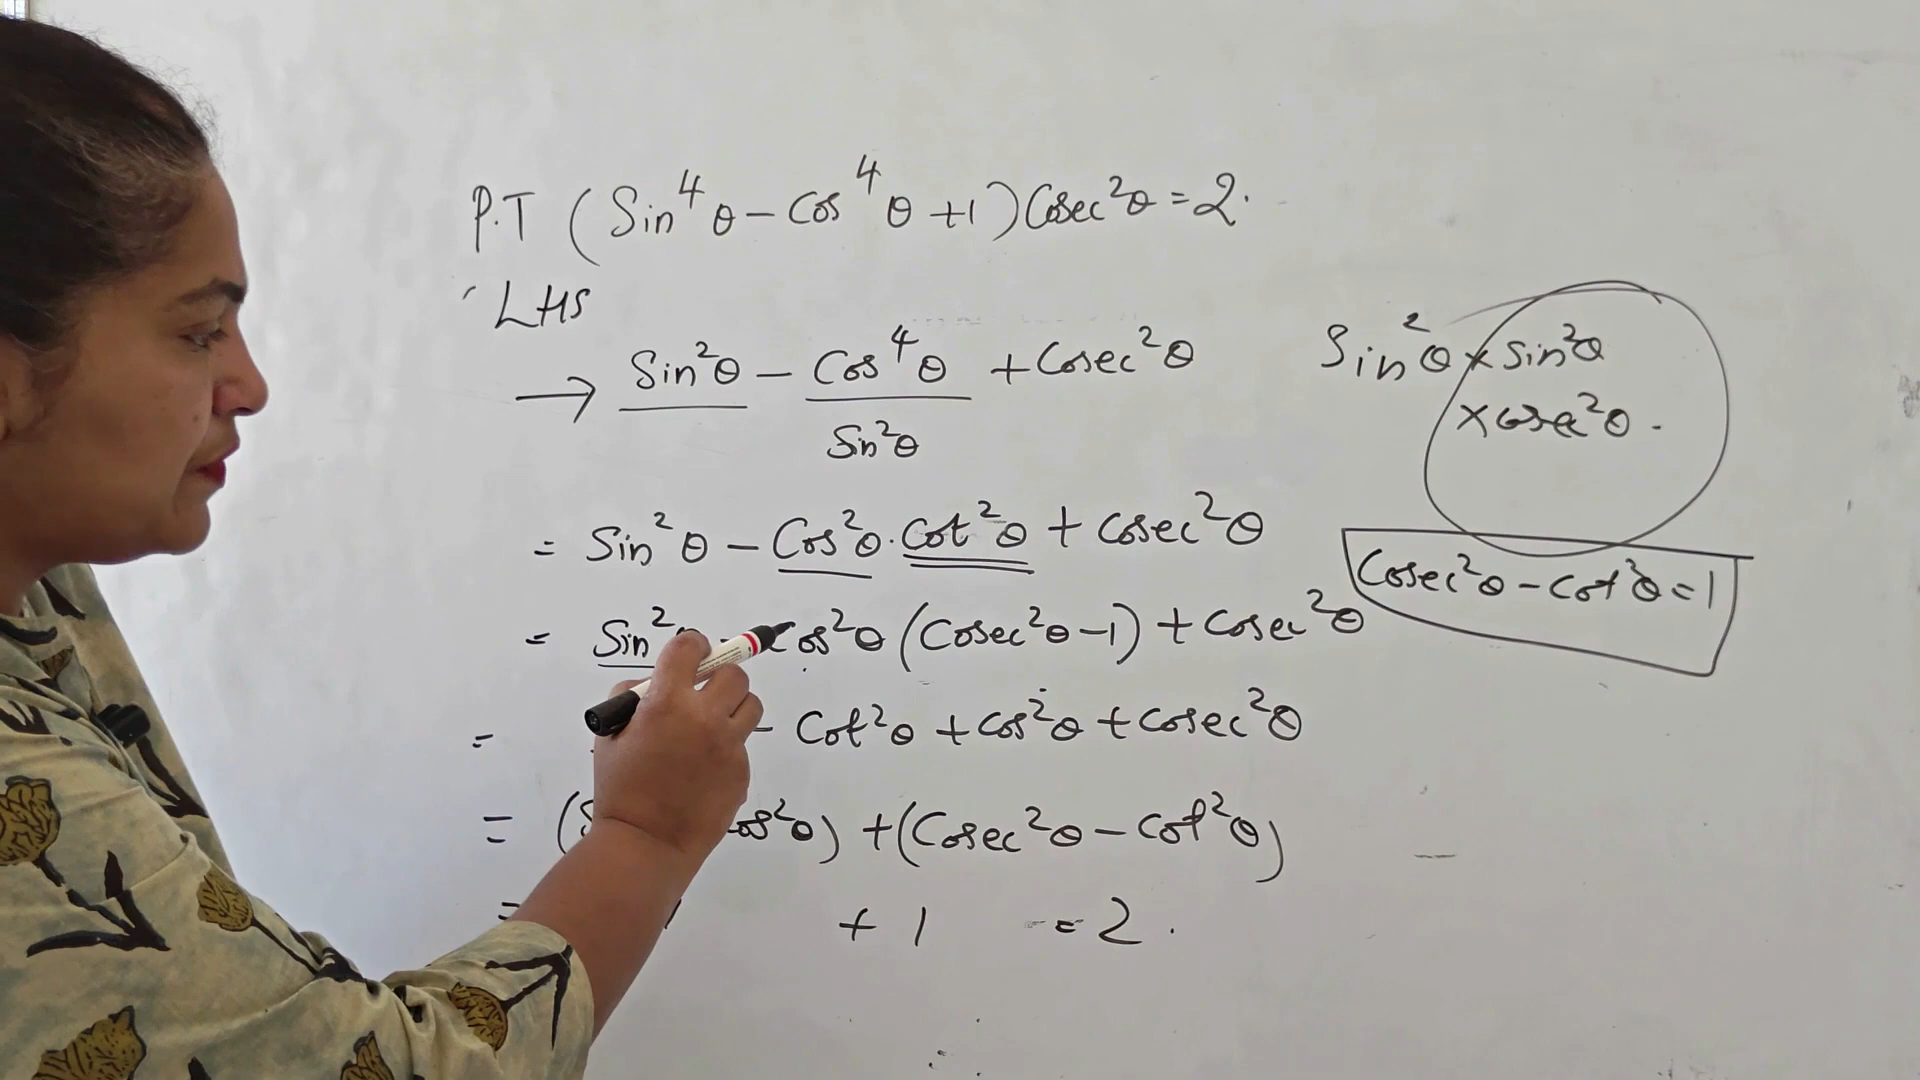 P.T (Sin⁴θ - Cos⁴θ +1) Cosec²θ = 2.
LHS
→ Sin²θ - Cos⁴θ/Sin²θ + Cosec²θ
= Sin²θ - Cos²θ . Cot²θ + Cosec²θ
= Sin² - Cos²θ (Cosec²θ -1) + Cosec²θ
= - Cot²θ + Cos²θ + Cosec²θ
= ( os²θ) + (Cosec²θ - Cot²θ)
= + 1 = 2 .
Sin²θ x Sin²θ
x Cosec²θ .
Cosec²θ - Cot²θ = 1